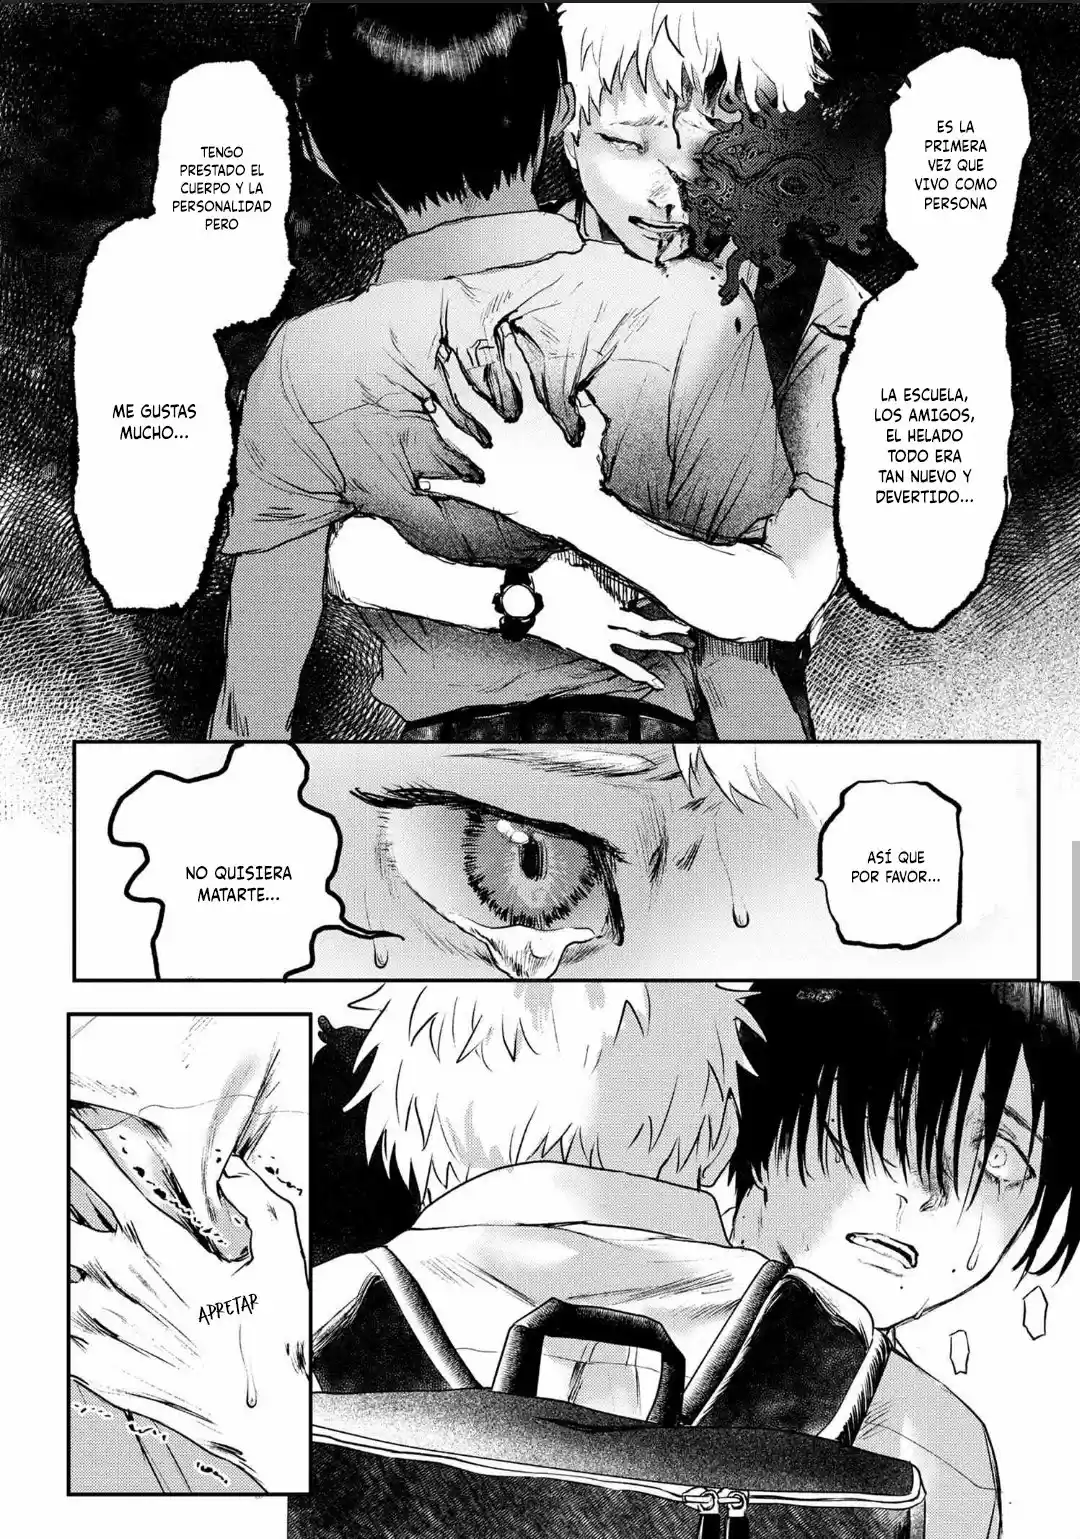 ES LA
PRIMERA
VEZ QUE
VIVO COMO
PERSONA
LA ESCUELA,
LOS AMIGOS,
EL HELADO
TODO ERA
TAN NUEVO Y
DEVERTIDO...
TENGO
PRESTADO EL
CUERPO Y LA
PERSONALIDAD
PERO
ME GUSTAS
MUCHO...
ASÍ QUE
POR FAVOR...
NO QUISIERA
MATARTE...
APRETAR